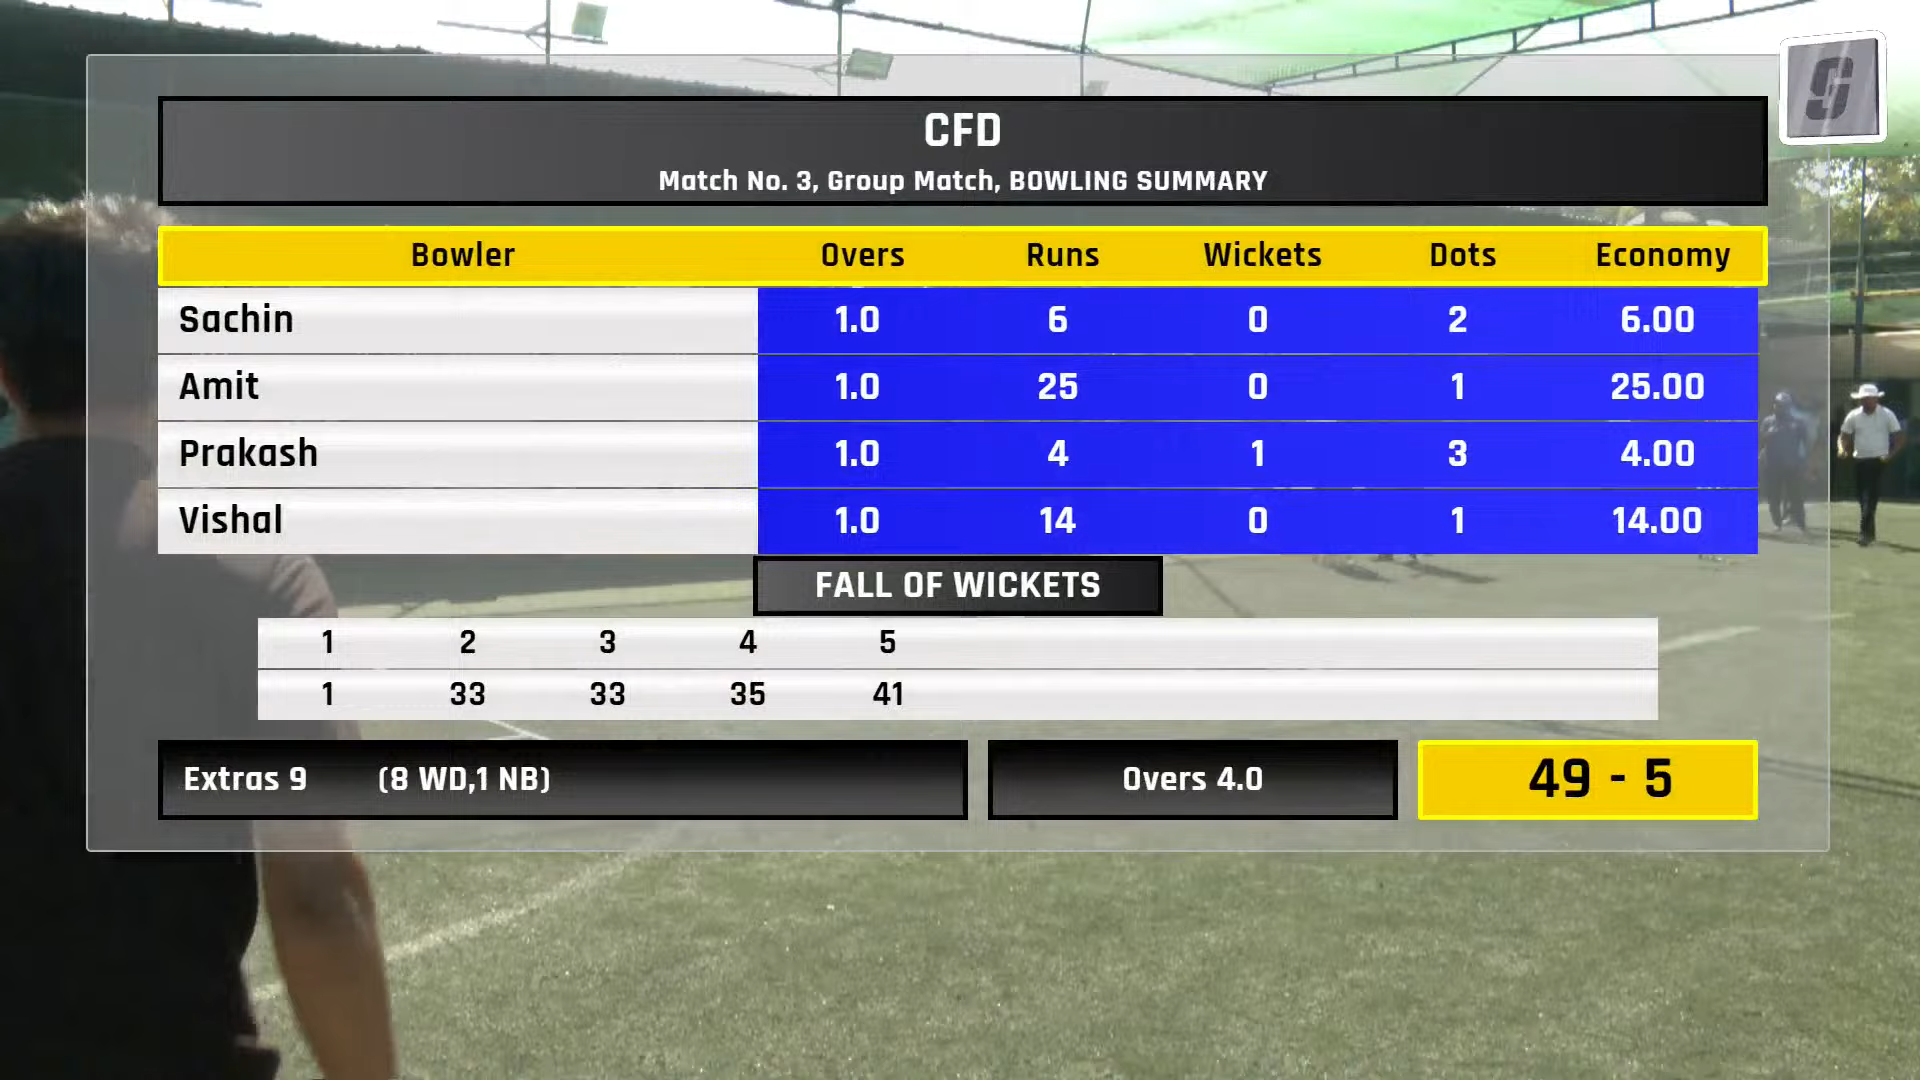 CFD
Match No. 3, Group Match, BOWLING SUMMARY
Bowler Overs Runs Wickets Dots Economy
Sachin 1.0 6 0 2 6.00
Amit 1.0 25 0 1 25.00
Prakash 1.0 4 1 3 4.00
Vishal 1.0 14 0 1 14.00
FALL OF WICKETS
1 2 3 4 5
1 33 33 35 41
Extras 9 (8 WD,1 NB) Overs 4.0 49 - 5